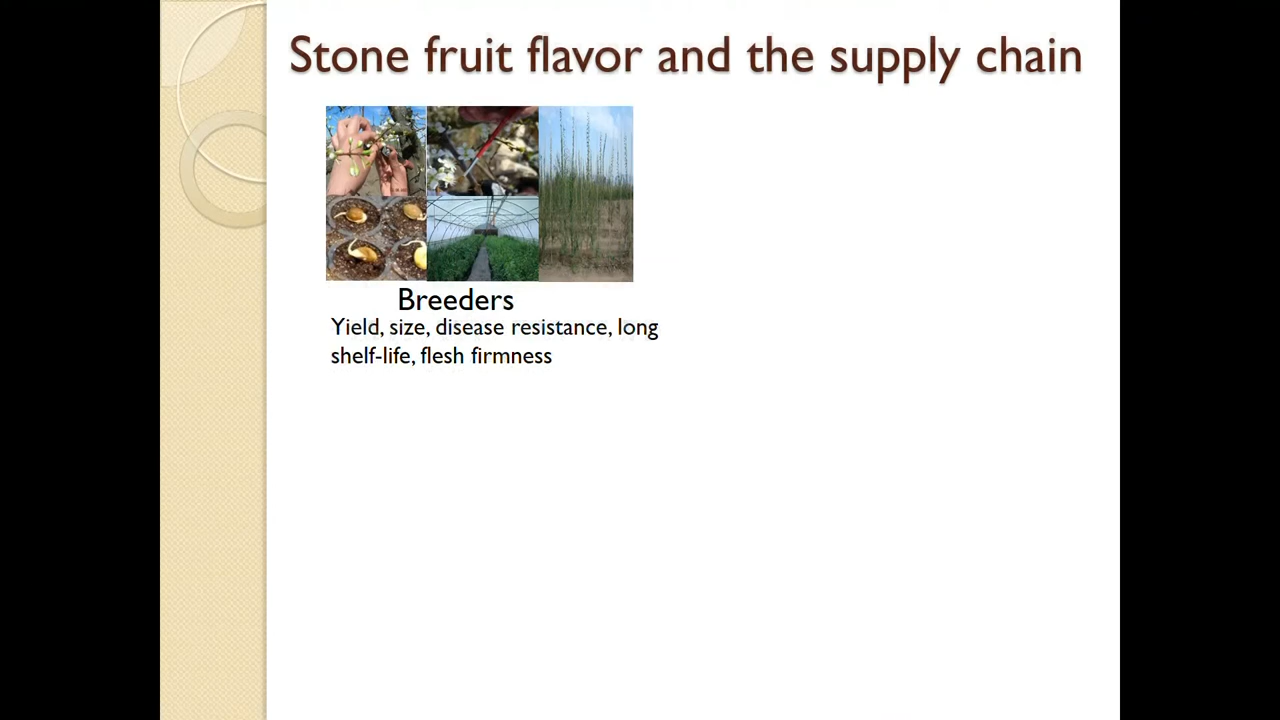 Stone fruit flavor and the supply chain
Breeders
Yield, size, disease resistance, long
shelf-life, flesh firmness